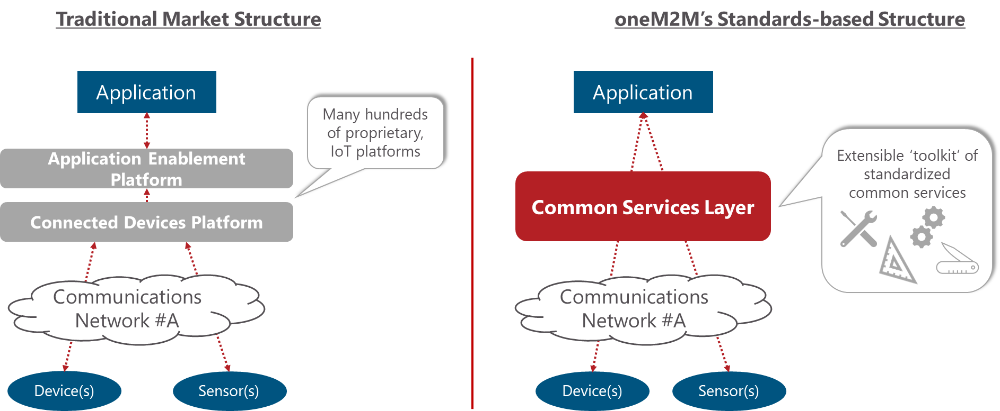 Traditional Market Structure
Application
Many hundreds
of proprietary,
IoT platforms
Application Enablement
Platform
Connected Devices Platform
Communications
Network #A
Device(s)
Sensor(s)
oneM2M’s Standards-based Structure
Application
Extensible ‘toolkit’ of
standardized
common services
Common Services Layer
Communications
Network #A
Device(s)
Sensor(s)